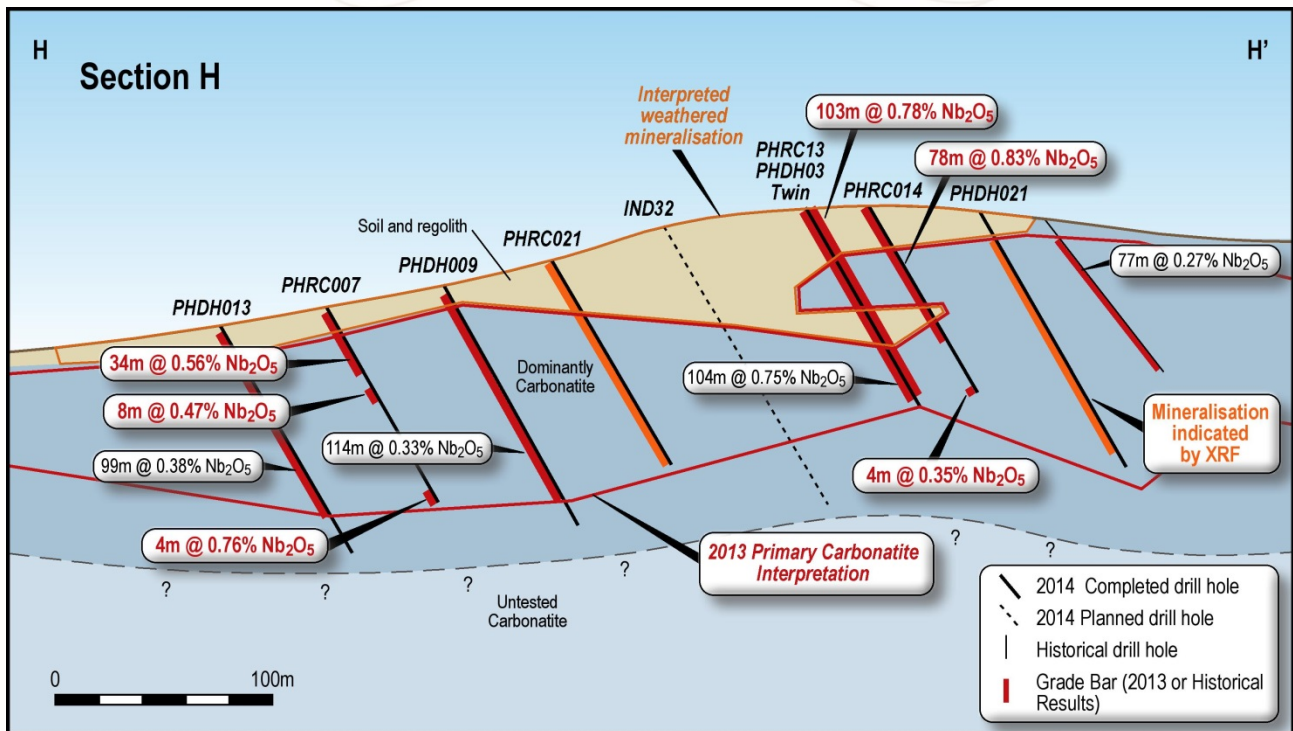 H
H'
Section H
Interpreted
weathered
mineralisation
103m @ 0.78% Nb₂O₅
PHRC13
PHDH03
Twin
78m @ 0.83% Nb₂O₅
PHRC014
PHDH021
IND32
Soil and regolith
PHRC021
PHDH009
PHRC007
PHDH013
77m @ 0.27% Nb₂O₅
34m @ 0.56% Nb₂O₅
Dominantly
Carbonatite
104m @ 0.75% Nb₂O₅
8m @ 0.47% Nb₂O₅
Mineralisation
indicated
by XRF
114m @ 0.33% Nb₂O₅
99m @ 0.38% Nb₂O₅
4m @ 0.35% Nb₂O₅
4m @ 0.76% Nb₂O₅
2013 Primary Carbonatite
Interpretation
? ? ? ? ? ?
Untested
Carbonatite
2014 Completed drill hole
2014 Planned drill hole
Historical drill hole
Grade Bar (2013 or Historical
Results)
0 100m